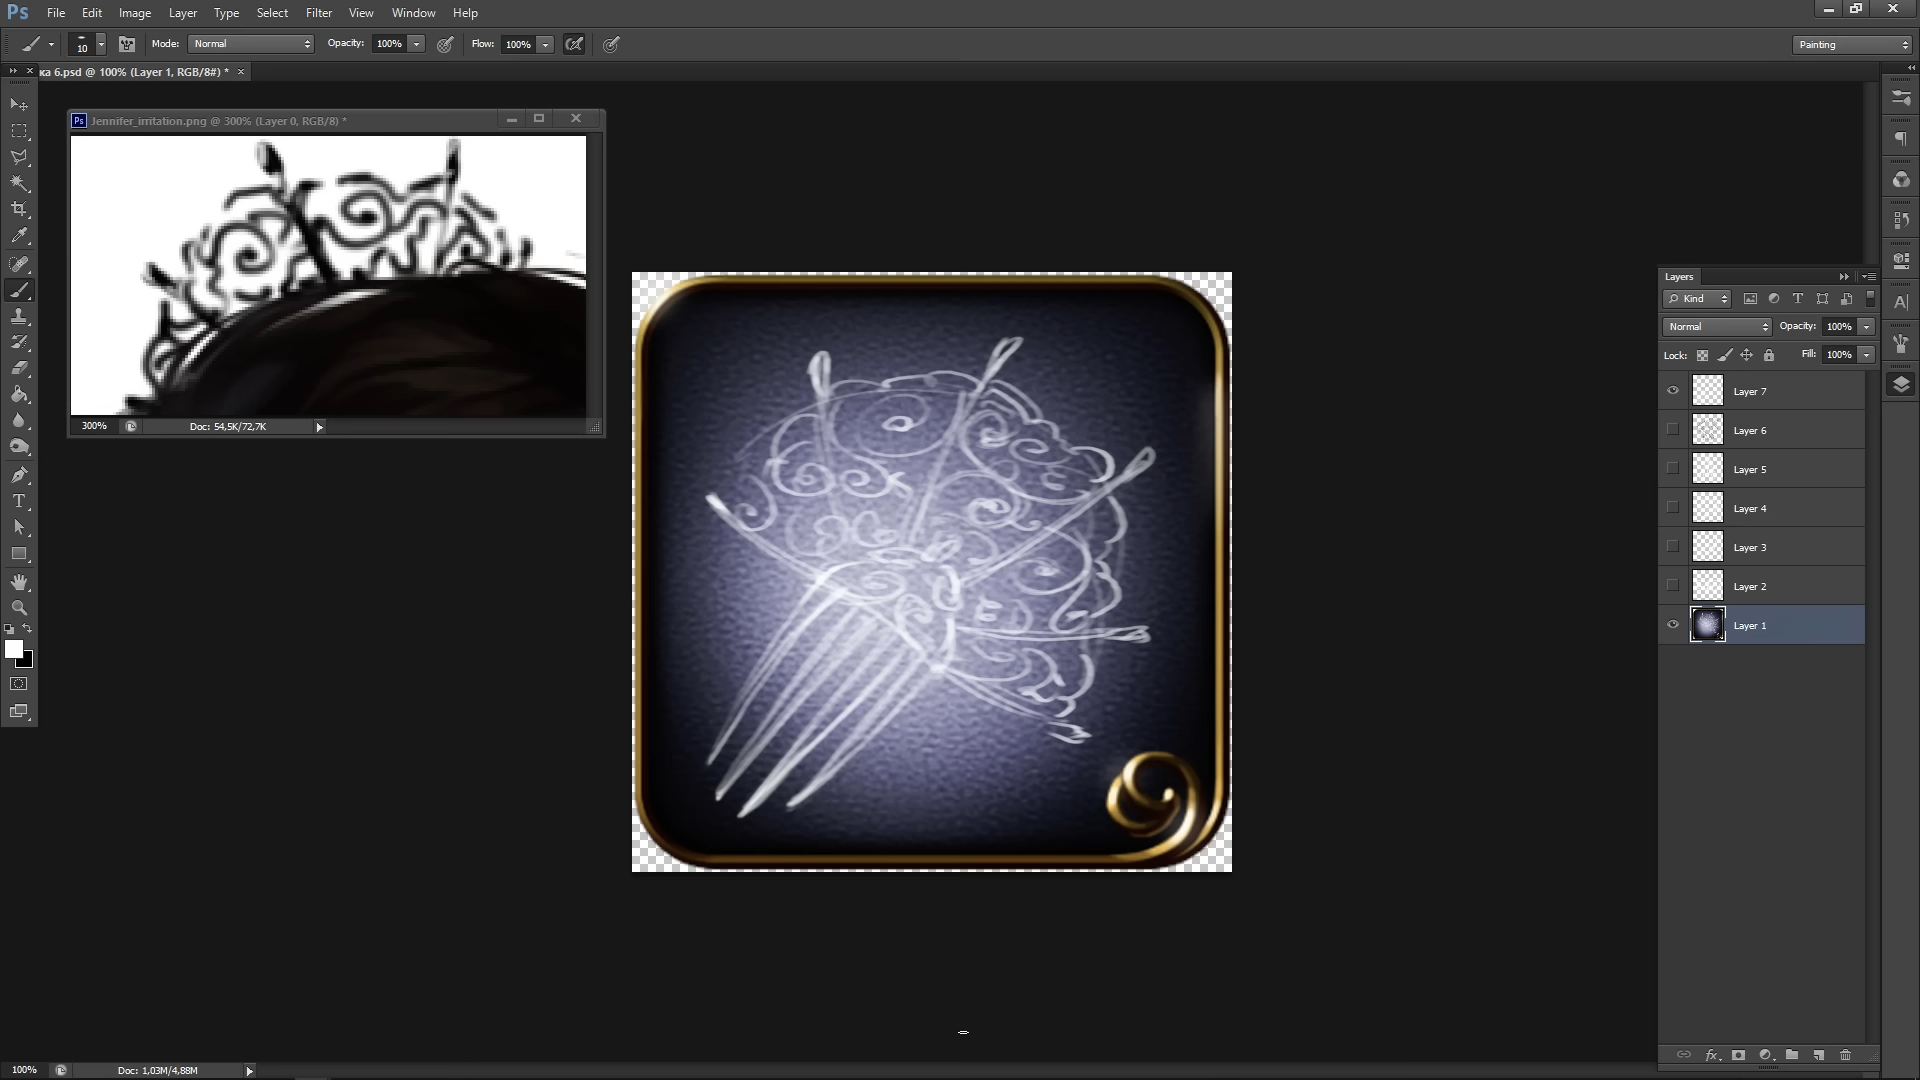 Ps File Edit Image Layer Type Select Filter View Window Help
10 Mode: Normal Opacity: 100% Flow: 100% Painting
ка 6.psd @ 100% (Layer 1, RGB/8#) *
Ps Jennifer_irritation.png @ 300% (Layer 0, RGB/8) *
300% Doc: 54,5K/72,7K
Layers
Kind
Normal Opacity: 100%
Lock: Fill: 100%
Layer 7
Layer 6
Layer 5
Layer 4
Layer 3
Layer 2
Layer 1
100% Doc: 1,03M/4,88M